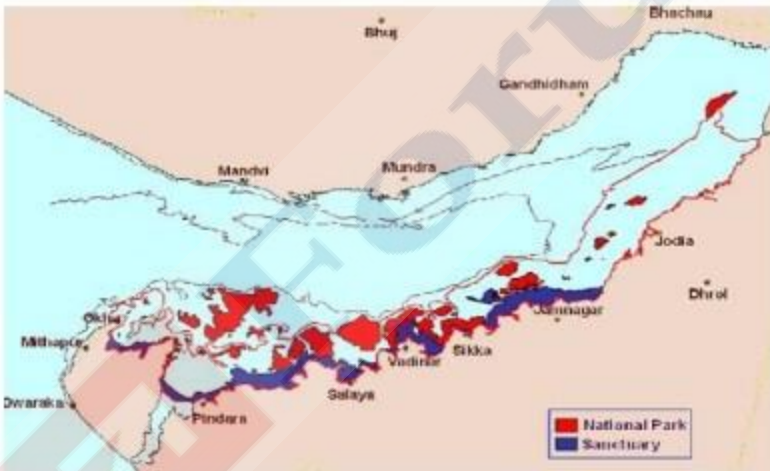 Bhachau
Bhuj
Gandhidham
Mandvi
Mundra
Jodia
Dhrol
Okha
Jamnagar
Mithapur
Sikka
Vadinar
Salaya
Dwaraka
Pindara
National Park
Sanctuary